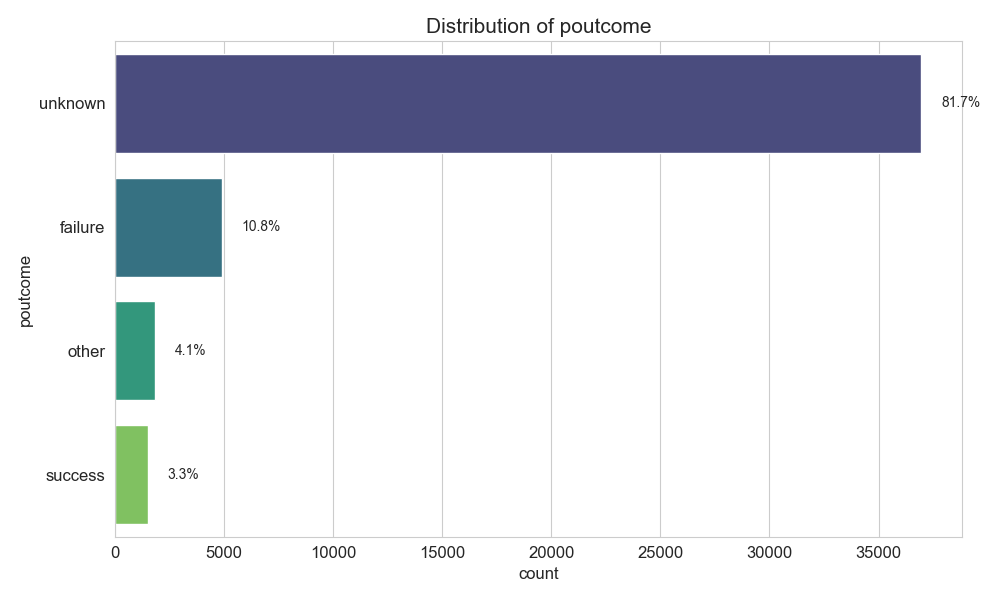 Distribution of poutcome
unknown
81.7%
failure
10.8%
poutcome
other
4.1%
success
3.3%
0 5000 10000 15000 20000 25000 30000 35000
count